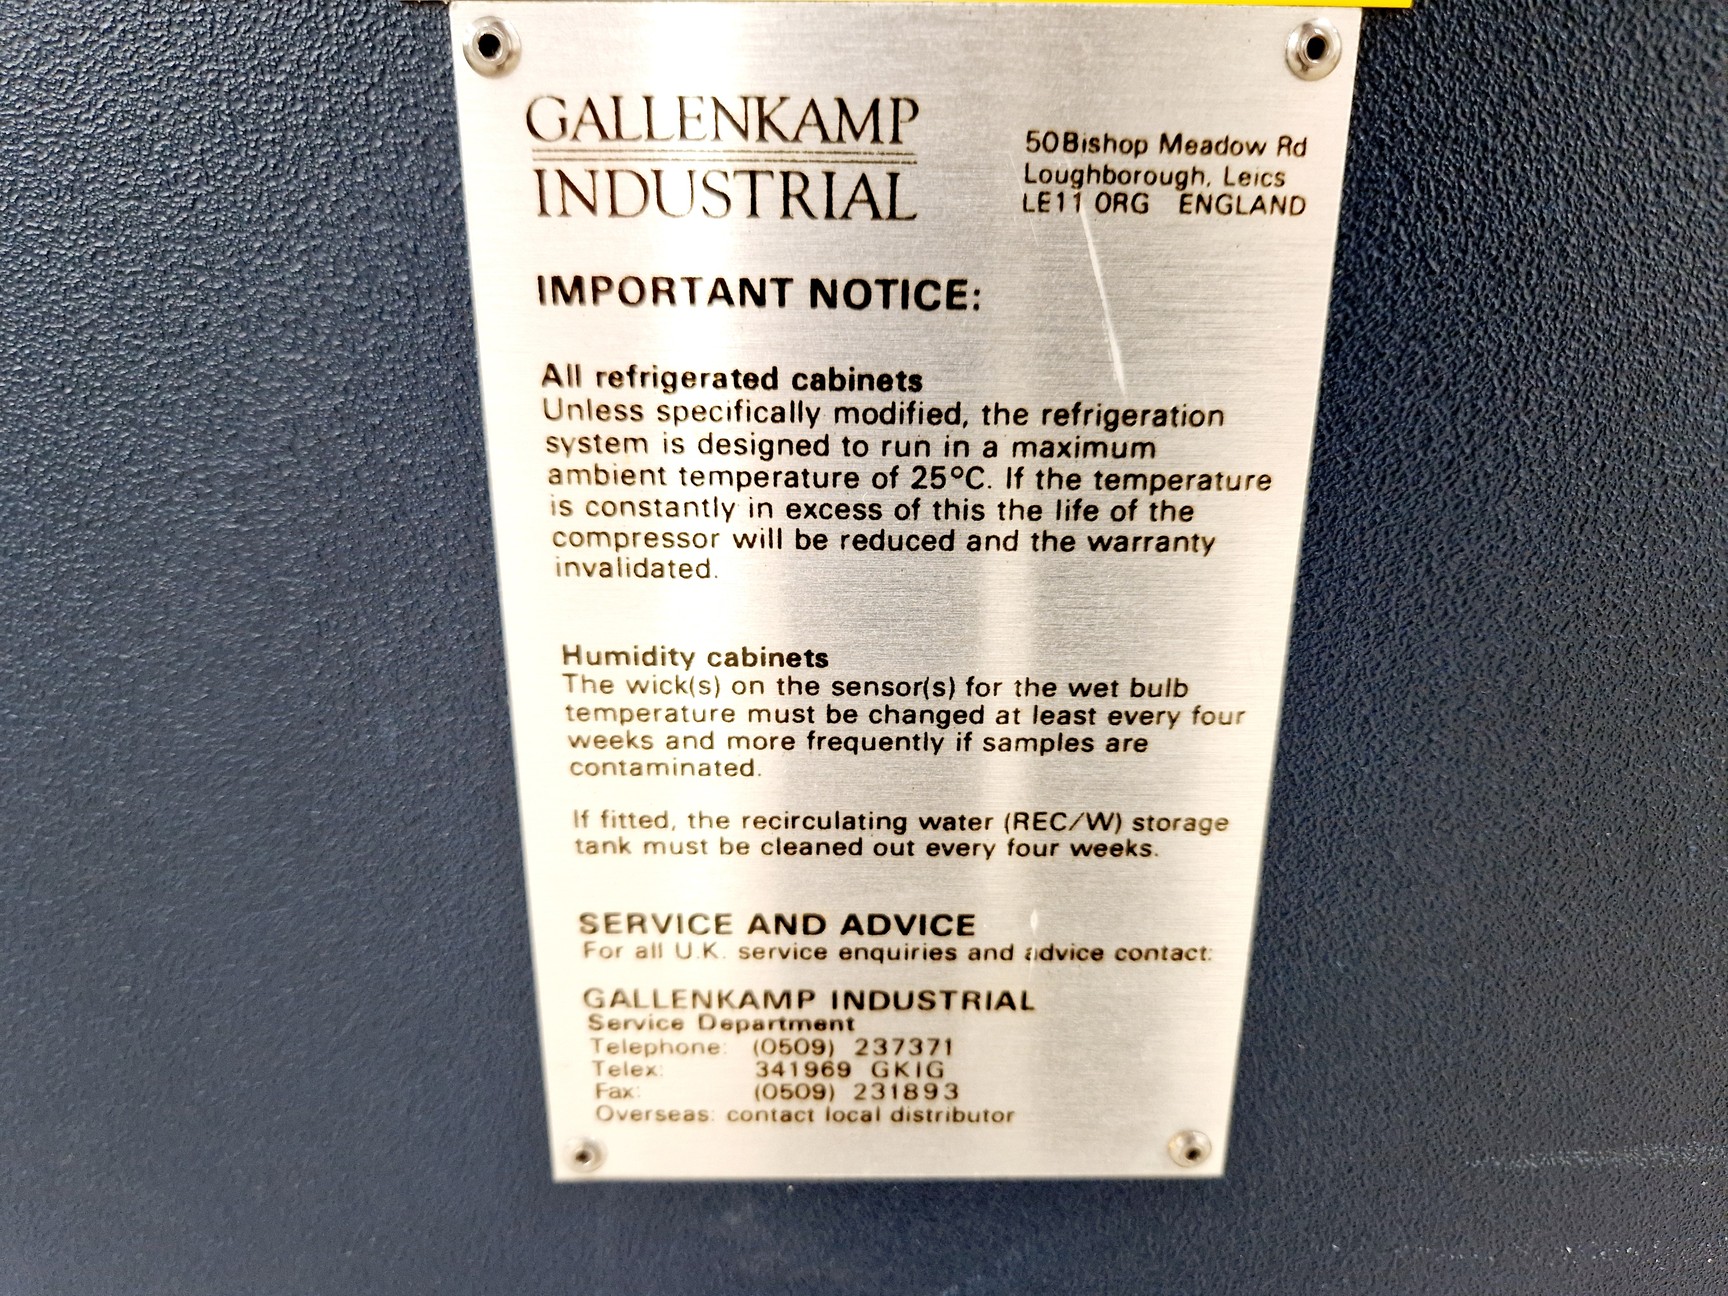 GALLENKAMP
INDUSTRIAL
50 Bishop Meadow Rd
Loughborough, Leics
LE11 0RG ENGLAND
IMPORTANT NOTICE:
All refrigerated cabinets
Unless specifically modified, the refrigeration
system is designed to run in a maximum
ambient temperature of 25°C. If the temperature
is constantly in excess of this the life of the
compressor will be reduced and the warranty
invalidated.
Humidity cabinets
The wick(s) on the sensor(s) for the wet bulb
temperature must be changed at least every four
weeks and more frequently if samples are
contaminated.
If fitted, the recirculating water (REC/W) storage
tank must be cleaned out every four weeks.
SERVICE AND ADVICE
For all U.K. service enquiries and advice contact:
GALLENKAMP INDUSTRIAL
Service Department
Telephone: (0509) 237371
Telex: 341969 GKIG
Fax: (0509) 231893
Overseas: contact local distributor